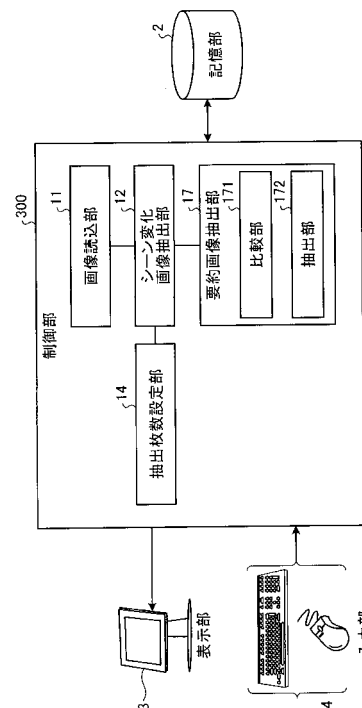 300
制御部
11
画像読込部
12
シーン変化
画像抽出部
14
抽出枚数設定部
17
要約画像抽出部
171
比較部
172
抽出部
2
記憶部
3
表示部
4
入力部